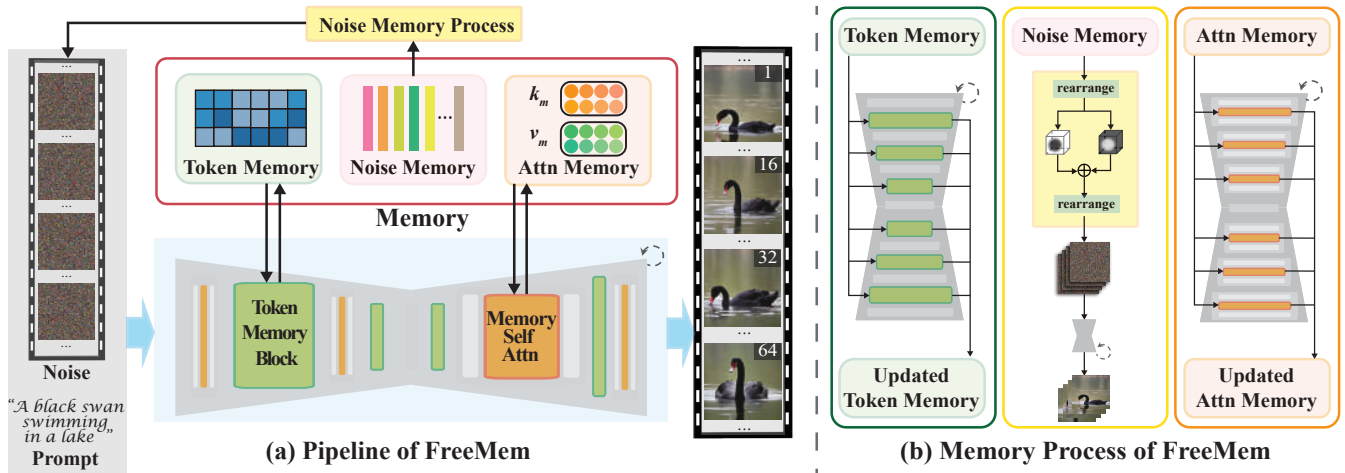 Noise Memory Process
...
...
...
...
...
Noise
"A black swan
swimming
in a lake"
Prompt
Token Memory
...
Noise Memory
k_m
v_m
Attn Memory
Memory
Token
Memory
Block
Memory
Self
Attn
...
1
...
16
...
32
...
64
...
(a) Pipeline of FreeMem
Token Memory
Updated
Token Memory
Noise Memory
rearrange
rearrange
Attn Memory
Updated
Attn Memory
(b) Memory Process of FreeMem